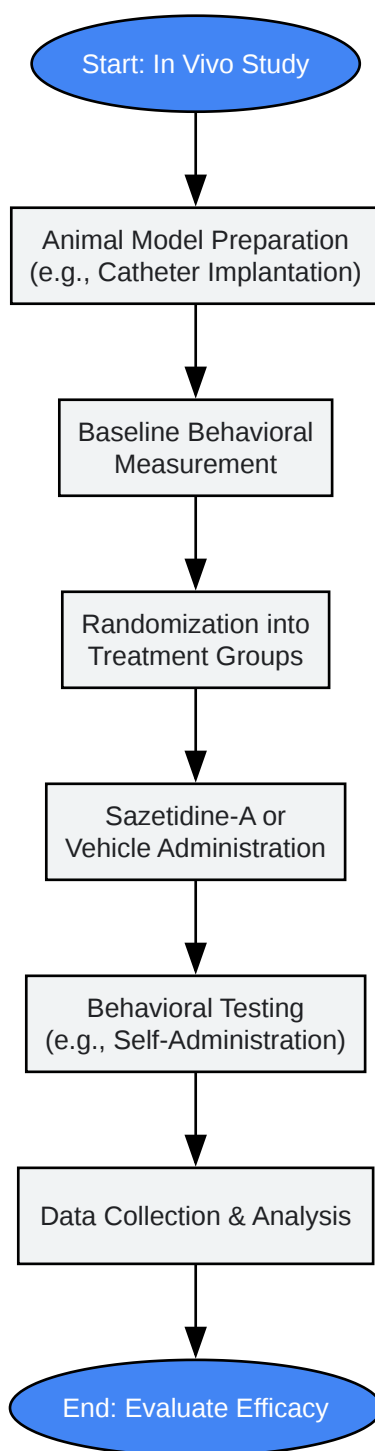 Start: In Vivo Study
Animal Model Preparation
(e.g., Catheter Implantation)
Baseline Behavioral
Measurement
Randomization into
Treatment Groups
Sazetidine-A or
Vehicle Administration
Behavioral Testing
(e.g., Self-Administration)
Data Collection & Analysis
End: Evaluate Efficacy